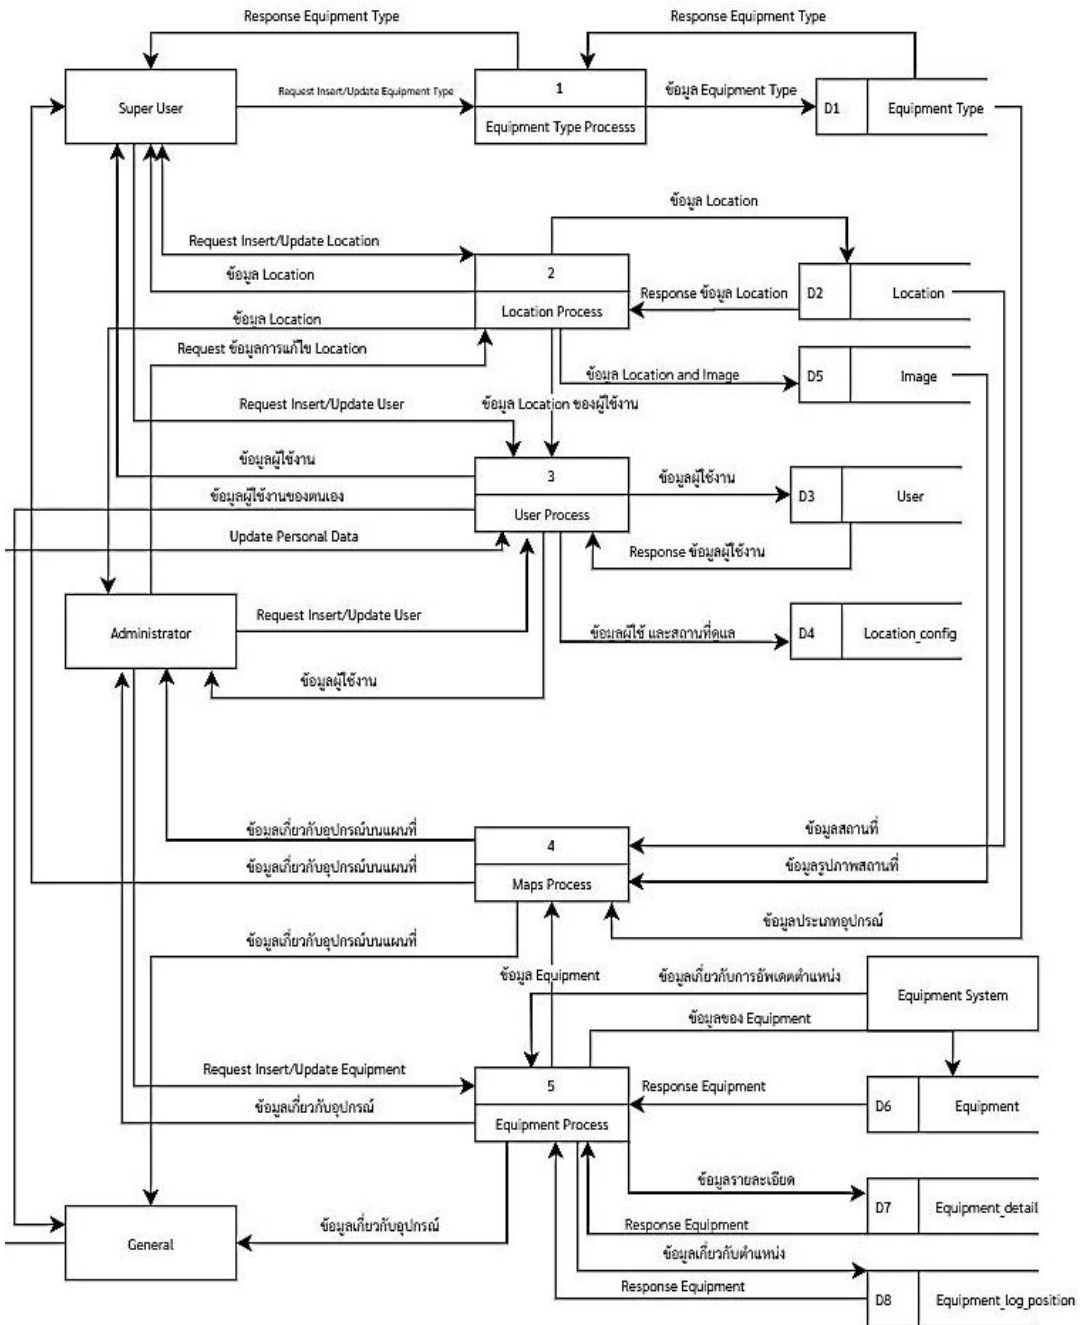 Response Equipment Type
Response Equipment Type
Super User
Request Insert/Update Equipment Type
1
Equipment Type Processs
ข้อมูล Equipment Type
D1
Equipment Type
ข้อมูล Location
Request Insert/Update Location
ข้อมูล Location
2
Location Process
Response ข้อมูล Location
D2
Location
ข้อมูล Location
Request ข้อมูลการแก้ไข Location
ข้อมูล Location and Image
D5
Image
Request Insert/Update User
ข้อมูล Location ของผู้ใช้งาน
ข้อมูลผู้ใช้งาน
3
User Process
ข้อมูลผู้ใช้งาน
D3
User
ข้อมูลผู้ใช้งานของตนเอง
Update Personal Data
Response ข้อมูลผู้ใช้งาน
Administrator
Request Insert/Update User
ข้อมูลผู้ใช้ และสถานที่ดูแล
D4
Location_config
ข้อมูลผู้ใช้งาน
ข้อมูลเกี่ยวกับอุปกรณ์บนแผนที่
4
Maps Process
ข้อมูลสถานที่
ข้อมูลเกี่ยวกับอุปกรณ์บนแผนที่
ข้อมูลรูปภาพสถานที่
ข้อมูลเกี่ยวกับอุปกรณ์บนแผนที่
ข้อมูลประเภทอุปกรณ์
ข้อมูล Equipment
ข้อมูลเกี่ยวกับการอัพเดตตำแหน่ง
Equipment System
ข้อมูลของ Equipment
Request Insert/Update Equipment
5
Equipment Process
Response Equipment
D6
Equipment
ข้อมูลเกี่ยวกับอุปกรณ์
ข้อมูลรายละเอียด
D7
Equipment_detail
General
ข้อมูลเกี่ยวกับอุปกรณ์
Response Equipment
ข้อมูลเกี่ยวกับตำแหน่ง
Response Equipment
D8
Equipment_log_position